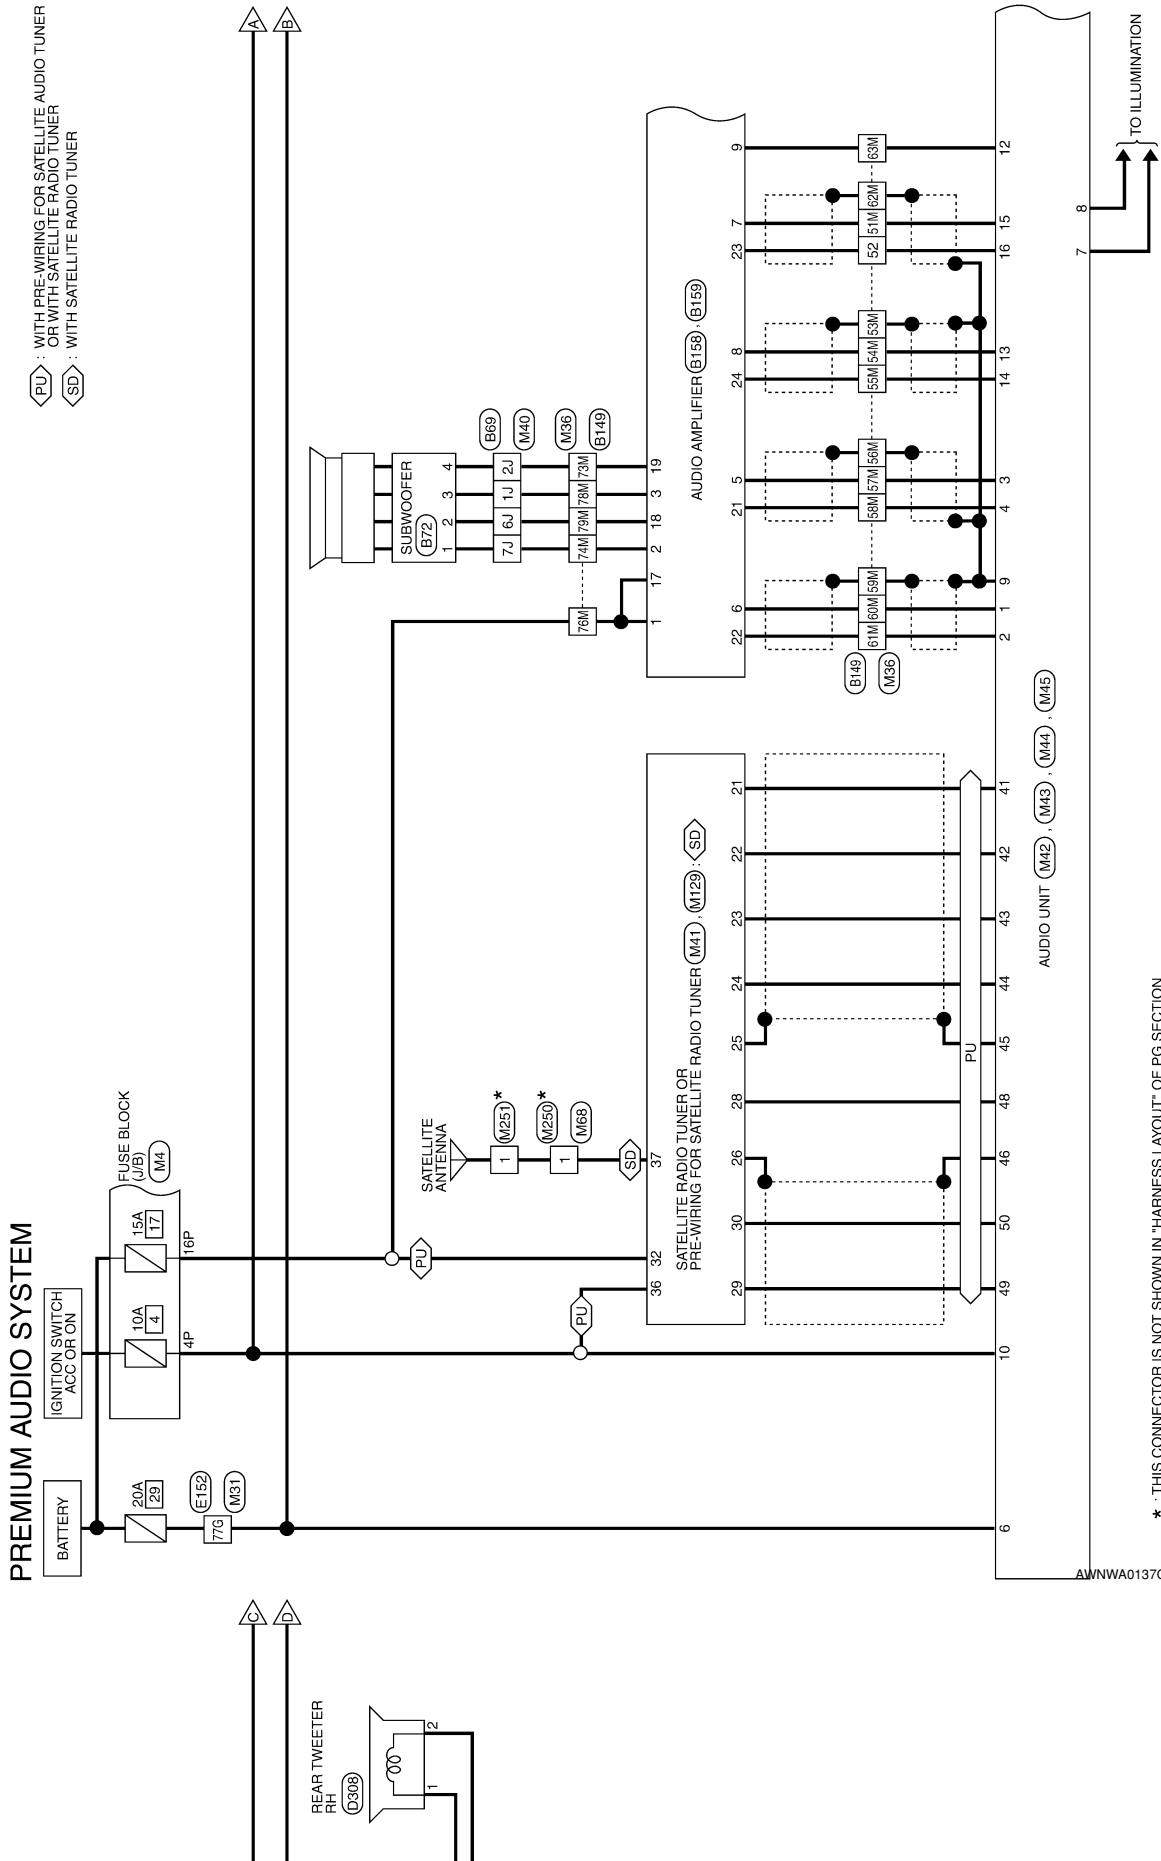 PREMIUM AUDIO SYSTEM
PU : WITH PRE-WIRING FOR SATELLITE AUDIO TUNER
OR WITH SATELLITE RADIO TUNER
SD : WITH SATELLITE RADIO TUNER
BATTERY
IGNITION SWITCH
ACC OR ON
20A
29
10A
4
15A
17
FUSE BLOCK
(J/B)
M4
77G
E152
M31
4P
16P
A
B
SATELLITE
ANTENNA
1
M251 *
1
M250 *
M68
SD
PU
PU
SUBWOOFER
B72
1 2 3 4
7J 6J 1J 2J
B69
M40
76M 74M 79M 78M 73M
M36
B149
36 32 37
1 17 2 18 3 19
SATELLITE RADIO TUNER OR
PRE-WIRING FOR SATELLITE RADIO TUNER M41 , M129 : SD
AUDIO AMPLIFIER B158 , B159
29 30 26 28 25 24 23 22 21
22 6 21 5 24 8 23 7 9
B149
M36
61M 60M 59M 58M 57M 56M 55M 54M 53M 52 51M 62M 63M
PU
6 10 49 50 46 48 45 44 43 42 41
2 1 9 4 3 14 13 16 15 12
AUDIO UNIT M42 , M43 , M44 , M45
7 8
TO ILLUMINATION
* : THIS CONNECTOR IS NOT SHOWN IN "HARNESS LAYOUT" OF PG SECTION
AWNWA0137G
C
D
REAR TWEETER
RH
D308
1 2